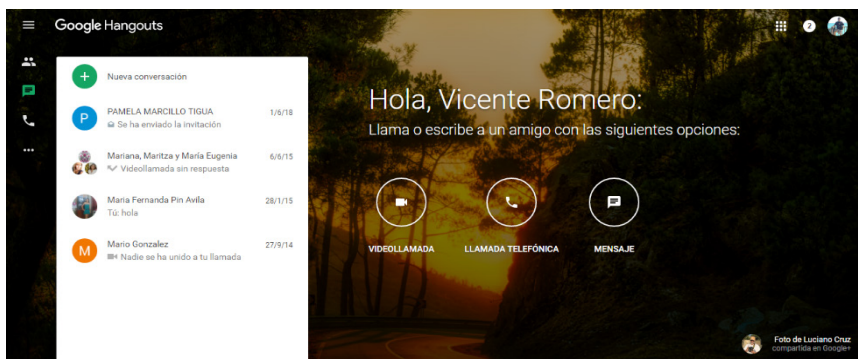 Google Hangouts
2
Nueva conversación
P
PAMELA MARCILLO TIGUA
1/6/18
Se ha enviado la invitación
Mariana, Maritza y María Eugenia
6/6/15
Videollamada sin respuesta
Maria Fernanda Pin Avila
28/1/15
Tú: hola
M
Mario Gonzalez
27/9/14
Nadie se ha unido a tu llamada
Hola, Vicente Romero:
Llama o escribe a un amigo con las siguientes opciones:
VIDEOLLAMADA
LLAMADA TELEFÓNICA
MENSAJE
Foto de Luciano Cruz
compartida en Google+